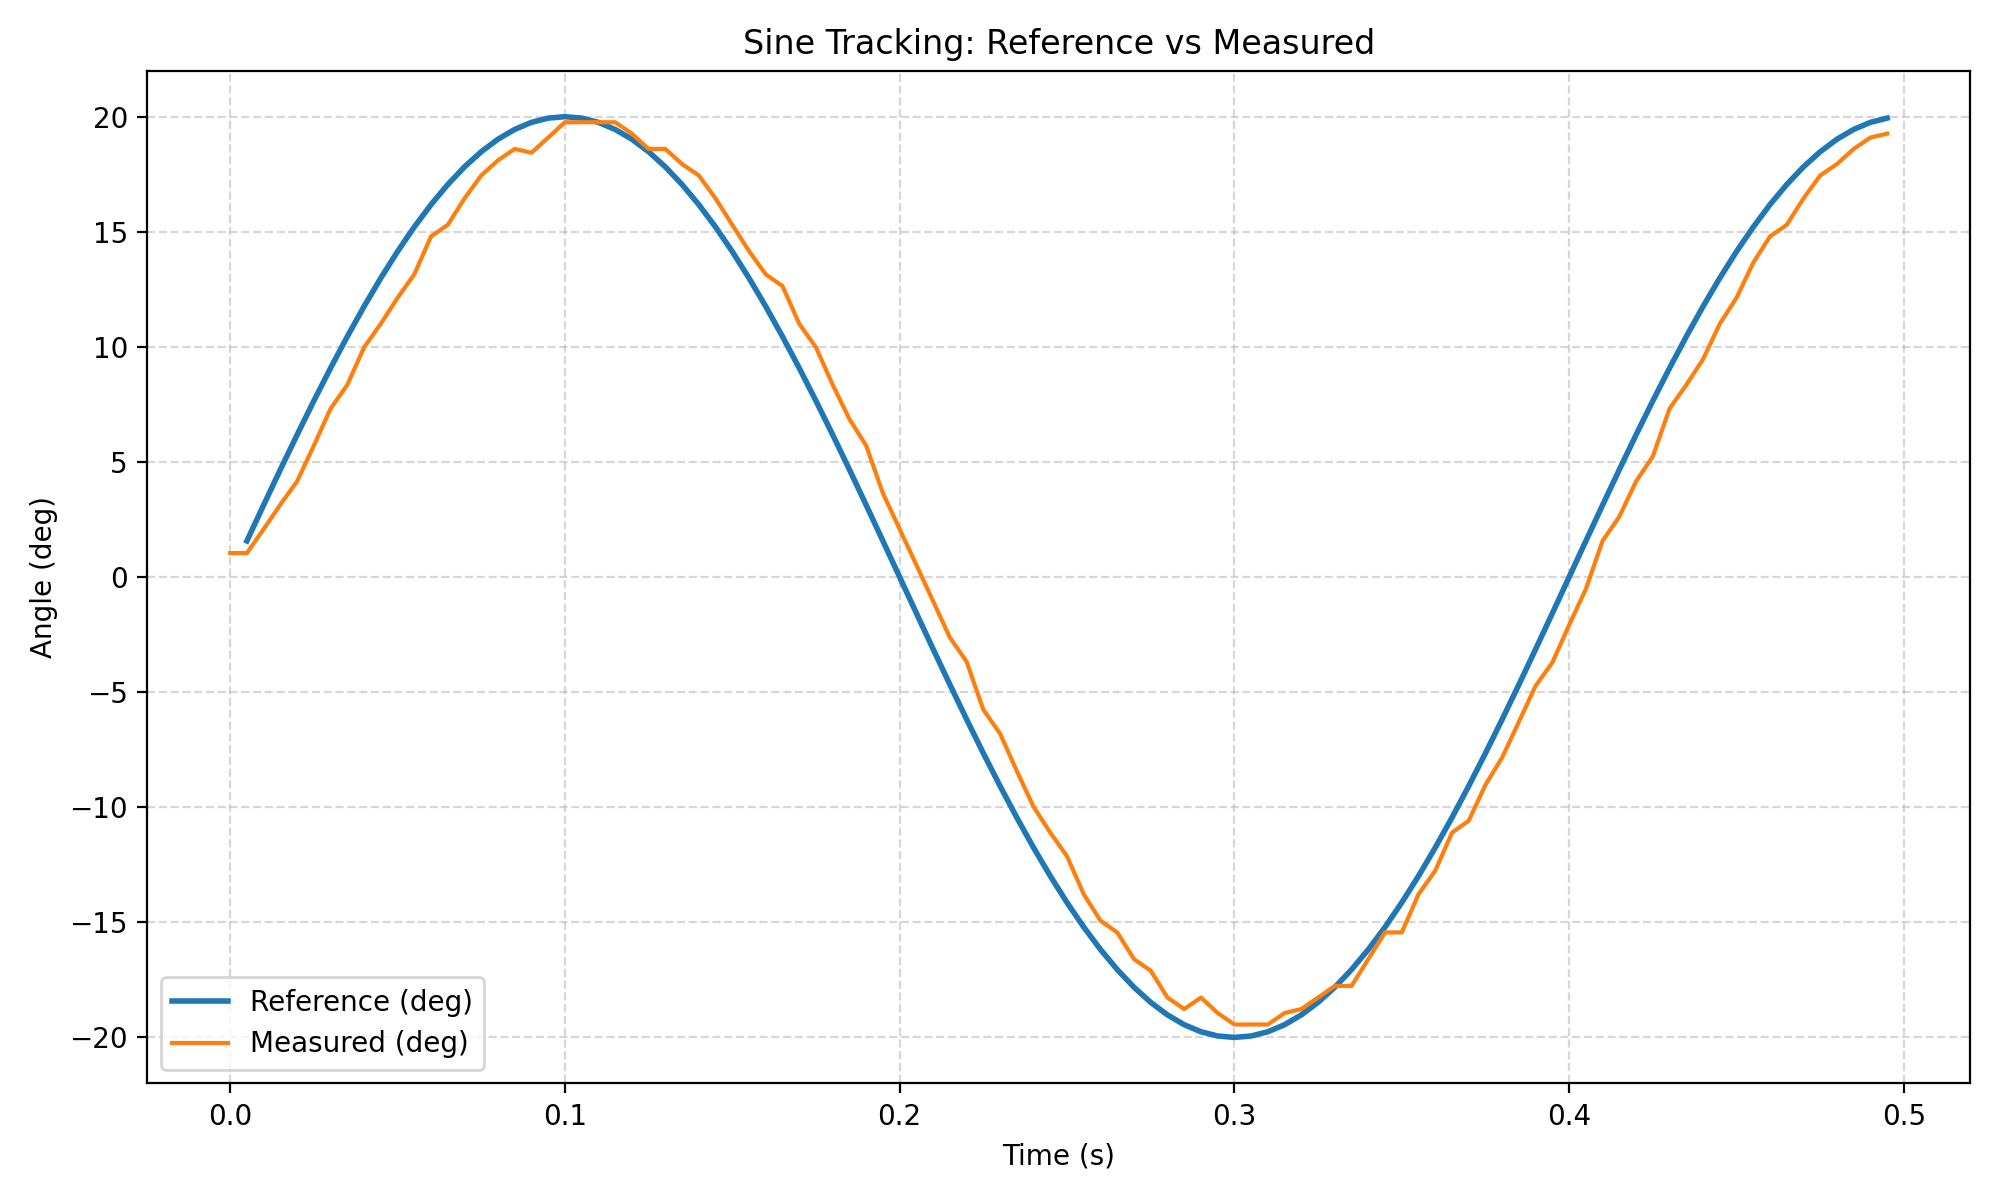 Sine Tracking: Reference vs Measured
20
15
10
5
0
−5
−10
−15
−20
Angle (deg)
Reference (deg)
Measured (deg)
0.0 0.1 0.2 0.3 0.4 0.5
Time (s)